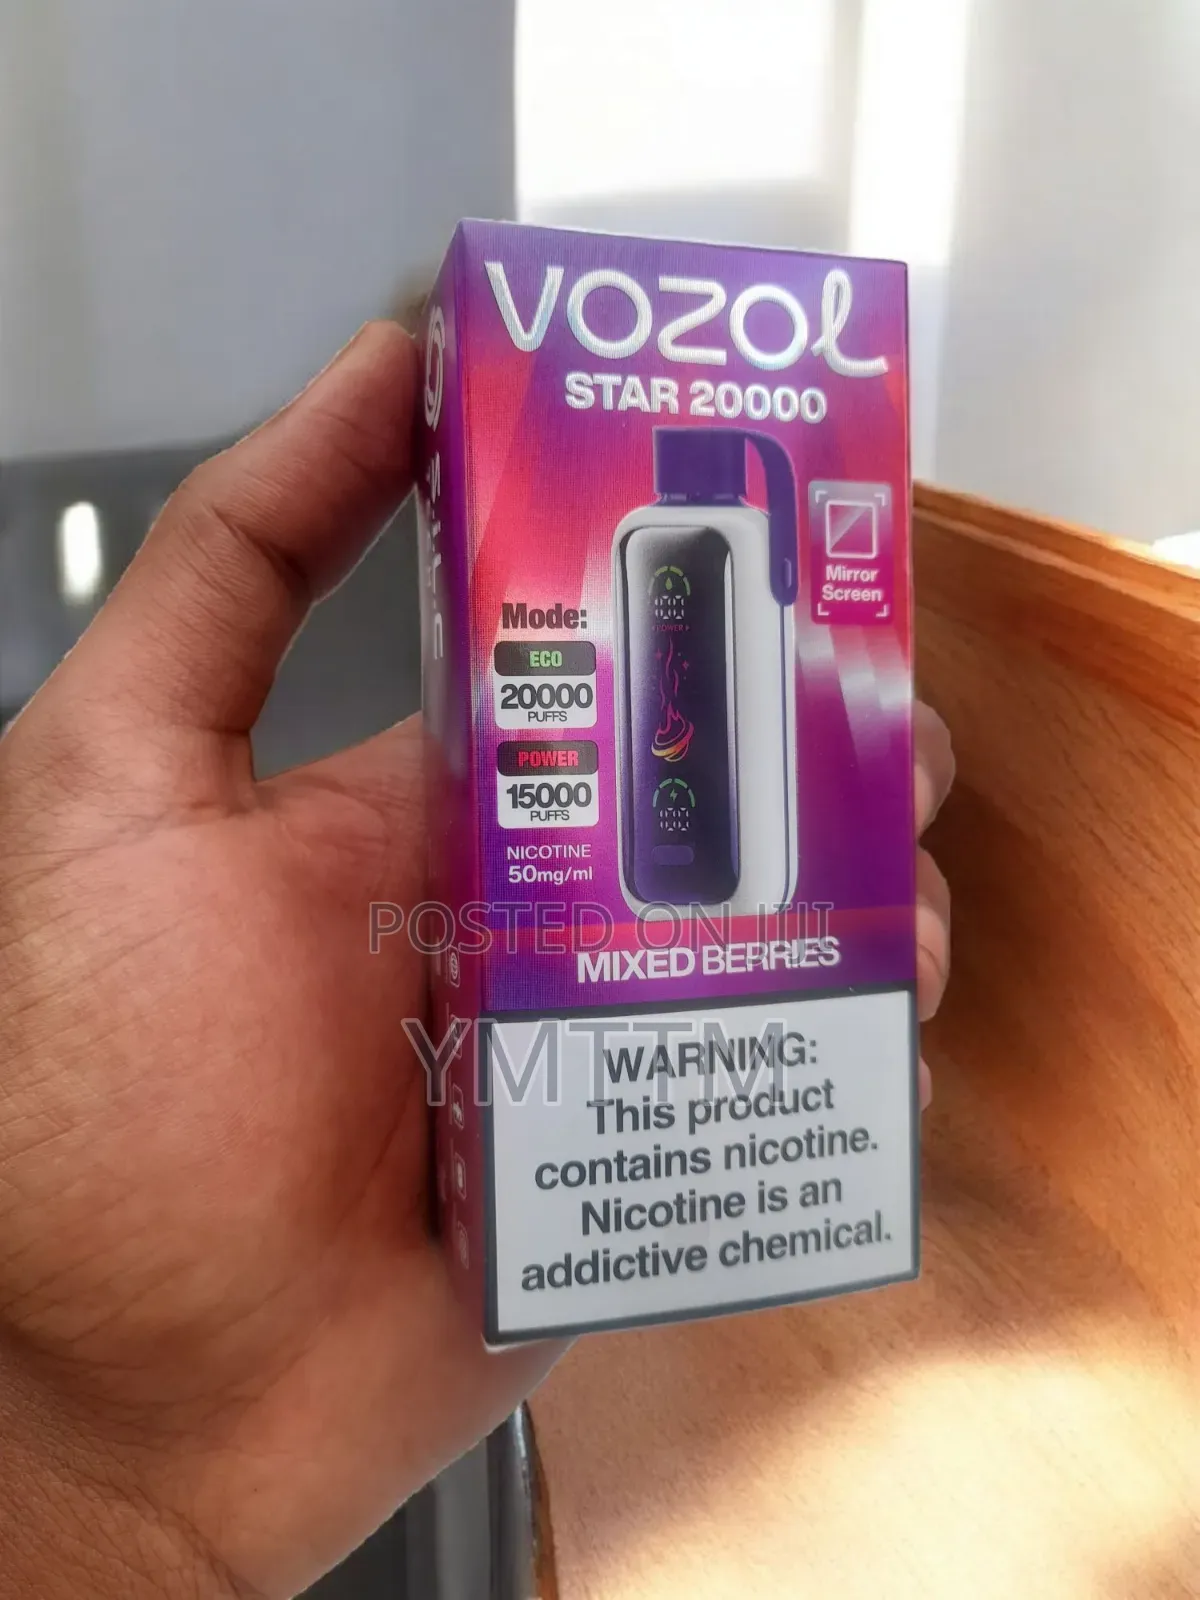 VOZOL
STAR 20000
Mirror
Screen
Mode:
ECO
20000
PUFFS
POWER
15000
PUFFS
NICOTINE
50mg/ml
POSTED ON JIJI
MIXED BERRIES
YMTTM
WARNING:
This product
contains nicotine.
Nicotine is an
addictive chemical.